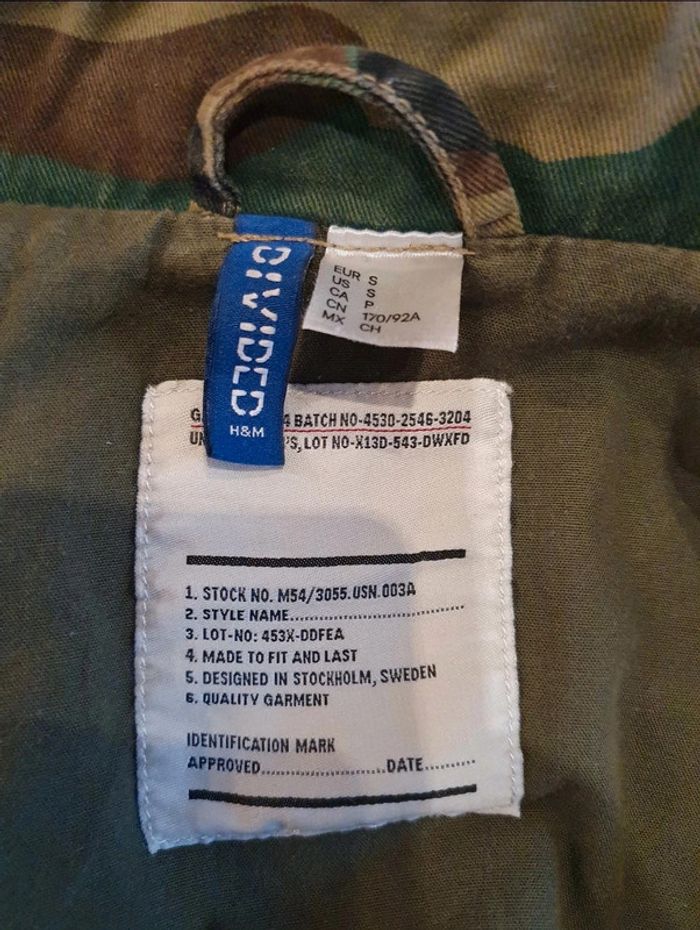 DIVIDED
H&M
EUR S
US S
CA P
CN 170/92A
MX CH
4 BATCH NO-4530-2546-3204
'S, LOT NO-X13D-543-DWXFD
1. STOCK NO. M54/3055.USN.003A
2. STYLE NAME
3. LOT-NO: 453X-DDFEA
4. MADE TO FIT AND LAST
5. DESIGNED IN STOCKHOLM, SWEDEN
6. QUALITY GARMENT
IDENTIFICATION MARK
APPROVED DATE